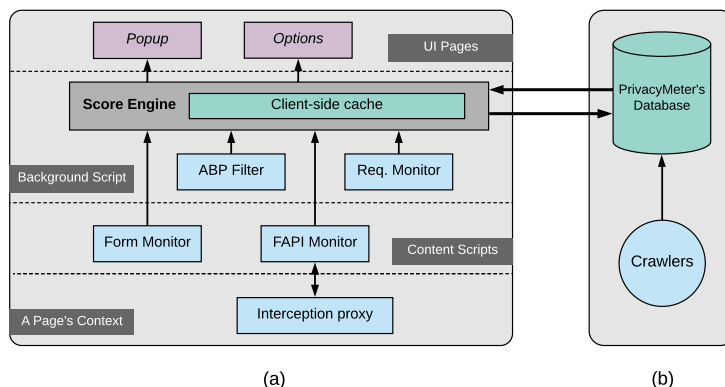 Popup
Options
UI Pages
Score Engine
Client-side cache
PrivacyMeter's
Database
ABP Filter
Req. Monitor
Background Script
Form Monitor
FAPI Monitor
Content Scripts
Crawlers
Interception proxy
A Page's Context
(a)
(b)